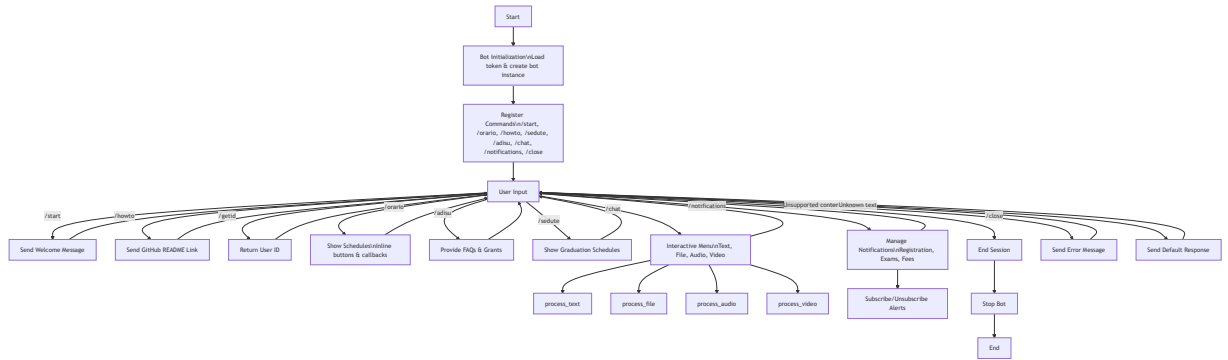 Start
Bot Initialization\nLoad
token & create bot
instance
Register
Commands\n/start,
/orario, /howto, /sedute,
/adisu, /chat,
/notifications, /close
User Input
/start
/howto
/getid
/orario
/adisu
/sedute
/chat
/notifications
Unsupported conter
Unknown text
/close
Send Welcome Message
Send GitHub README Link
Return User ID
Show Schedules\nInline
buttons & callbacks
Provide FAQs & Grants
Show Graduation Schedules
Interactive Menu\nText,
File, Audio, Video
Manage
Notifications\nRegistration,
Exams, Fees
End Session
Send Error Message
Send Default Response
process_text
process_file
process_audio
process_video
Subscribe/Unsubscribe
Alerts
Stop Bot
End